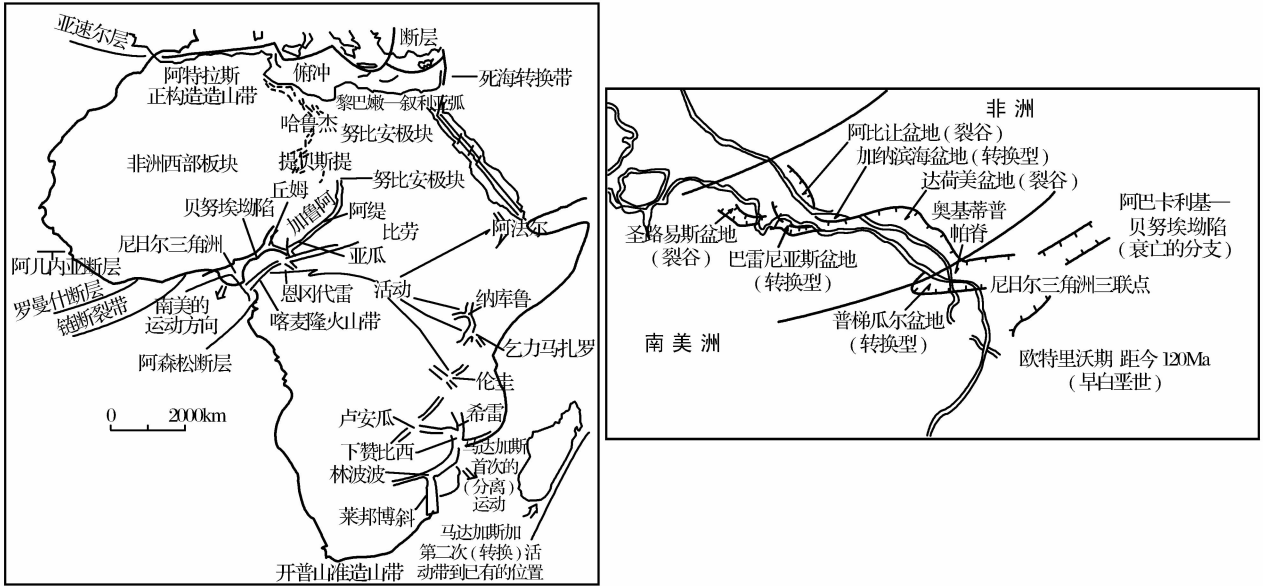 亚速尔层
断层
阿特拉斯
正构造造山带
俯冲
死海转换带
黎巴嫩—叙利亚弧
哈鲁杰
努比安极块
非洲西部板块
提贝斯提
丘姆
努比安极块
加鲁阿
贝努埃坳陷
阿缇
比劳
阿法尔
尼日尔三角洲
亚瓜
阿几内亚断层
罗曼什断层
链断裂带
南美的
运动方向
恩冈代雷
活动
纳库鲁
喀麦隆火山带
乞力马扎罗
阿森松断层
伦圭
0 2000km
卢安瓜
希雷
下赞比西
马达加斯
首次的
(分离)
运动
林波波
莱邦博斜
马达加斯加
第二次(转换)活
动带到已有的位置
开普山准造山带
非洲
阿比让盆地(裂谷)
加纳滨海盆地(转换型)
达荷美盆地(裂谷)
奥基蒂普
帕脊
阿巴卡利基—
贝努埃坳陷
(衰亡的分支)
圣路易斯盆地
(裂谷)
巴雷尼亚斯盆地
(转换型)
尼日尔三角洲三联点
普梯瓜尔盆地
(转换型)
南美洲
欧特里沃期 距今120Ma
(早白垩世)